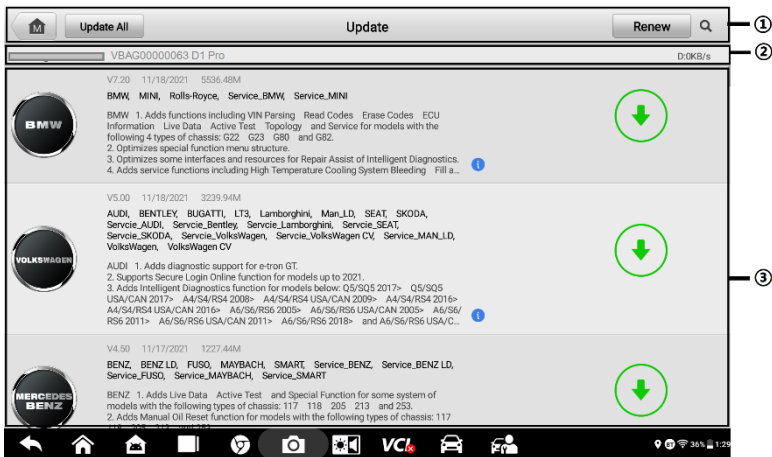 M Update All Update Renew ①
VBAG00000063 D1 Pro D:0KB/s ②
V7.20 11/18/2021 5536.48M
BMW, MINI, Rolls-Royce, Service_BMW, Service_MINI
BMW 1. Adds functions including VIN Parsing Read Codes Erase Codes ECU
Information Live Data Active Test Topology and Service for models with the
following 4 types of chassis: G22 G23 G80 and G82.
2. Optimizes special function menu structure.
3. Optimizes some interfaces and resources for Repair Assist of Intelligent Diagnostics.
4. Adds service functions including High Temperature Cooling System Bleeding Fill a...
BMW
V5.00 11/18/2021 3239.94M
AUDI, BENTLEY, BUGATTI, LT3, Lamborghini, Man_LD, SEAT, SKODA,
Servcie_AUDI, Servcie_Bentley, Servcie_Lamborghini, Servcie_SEAT,
Servcie_SKODA, Servcie_VolksWagen, Servcie_VolksWagen CV, Service_MAN_LD,
VolksWagen, VolksWagen CV
AUDI 1. Adds diagnostic support for e-tron GT.
2. Supports Secure Login Online function for models up to 2021.
3. Adds Intelligent Diagnostics function for models below: Q5/SQ5 2017> Q5/SQ5
USA/CAN 2017> A4/S4/RS4 2008> A4/S4/RS4 USA/CAN 2009> A4/S4/RS4 2016>
A4/S4/RS4 USA/CAN 2016> A6/S6/RS6 2005> A6/S6/RS6 USA/CAN 2005> A6/S6/
RS6 2011> A6/S6/RS6 USA/CAN 2011> A6/S6/RS6 2018> and A6/S6/RS6 USA/C...
VOLKSWAGEN
③
V4.50 11/17/2021 1227.44M
BENZ, BENZ LD, FUSO, MAYBACH, SMART, Service_BENZ, Service_BENZ LD,
Service_FUSO, Service_MAYBACH, Service_SMART
BENZ 1. Adds Live Data Active Test and Special Function for some system of
models with the following types of chassis: 117 118 205 213 and 253.
2. Adds Manual Oil Reset function for models with the following types of chassis: 117
MERCEDES
BENZ
VCI 36% 1:29